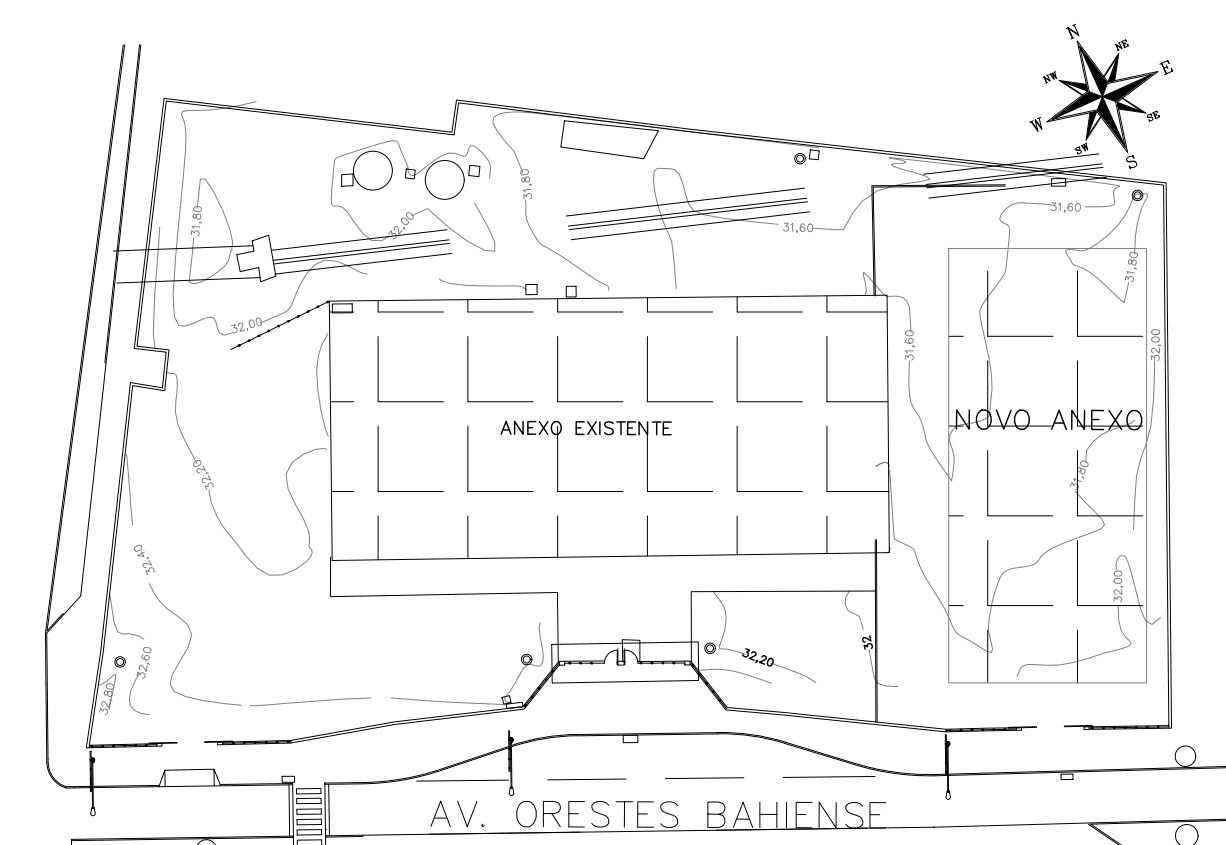 N
NE
E
NW
SE
W
SW
S
31,80
31,80
31,60
31,60
32,00
31,80
32,00
31,60
32,00
ANEXO EXISTENTE
NOVO ANEXO
32,20
31,80
32,40
32,00
32
32,60
32,20
32,80
AV. ORESTES BAHIENSE